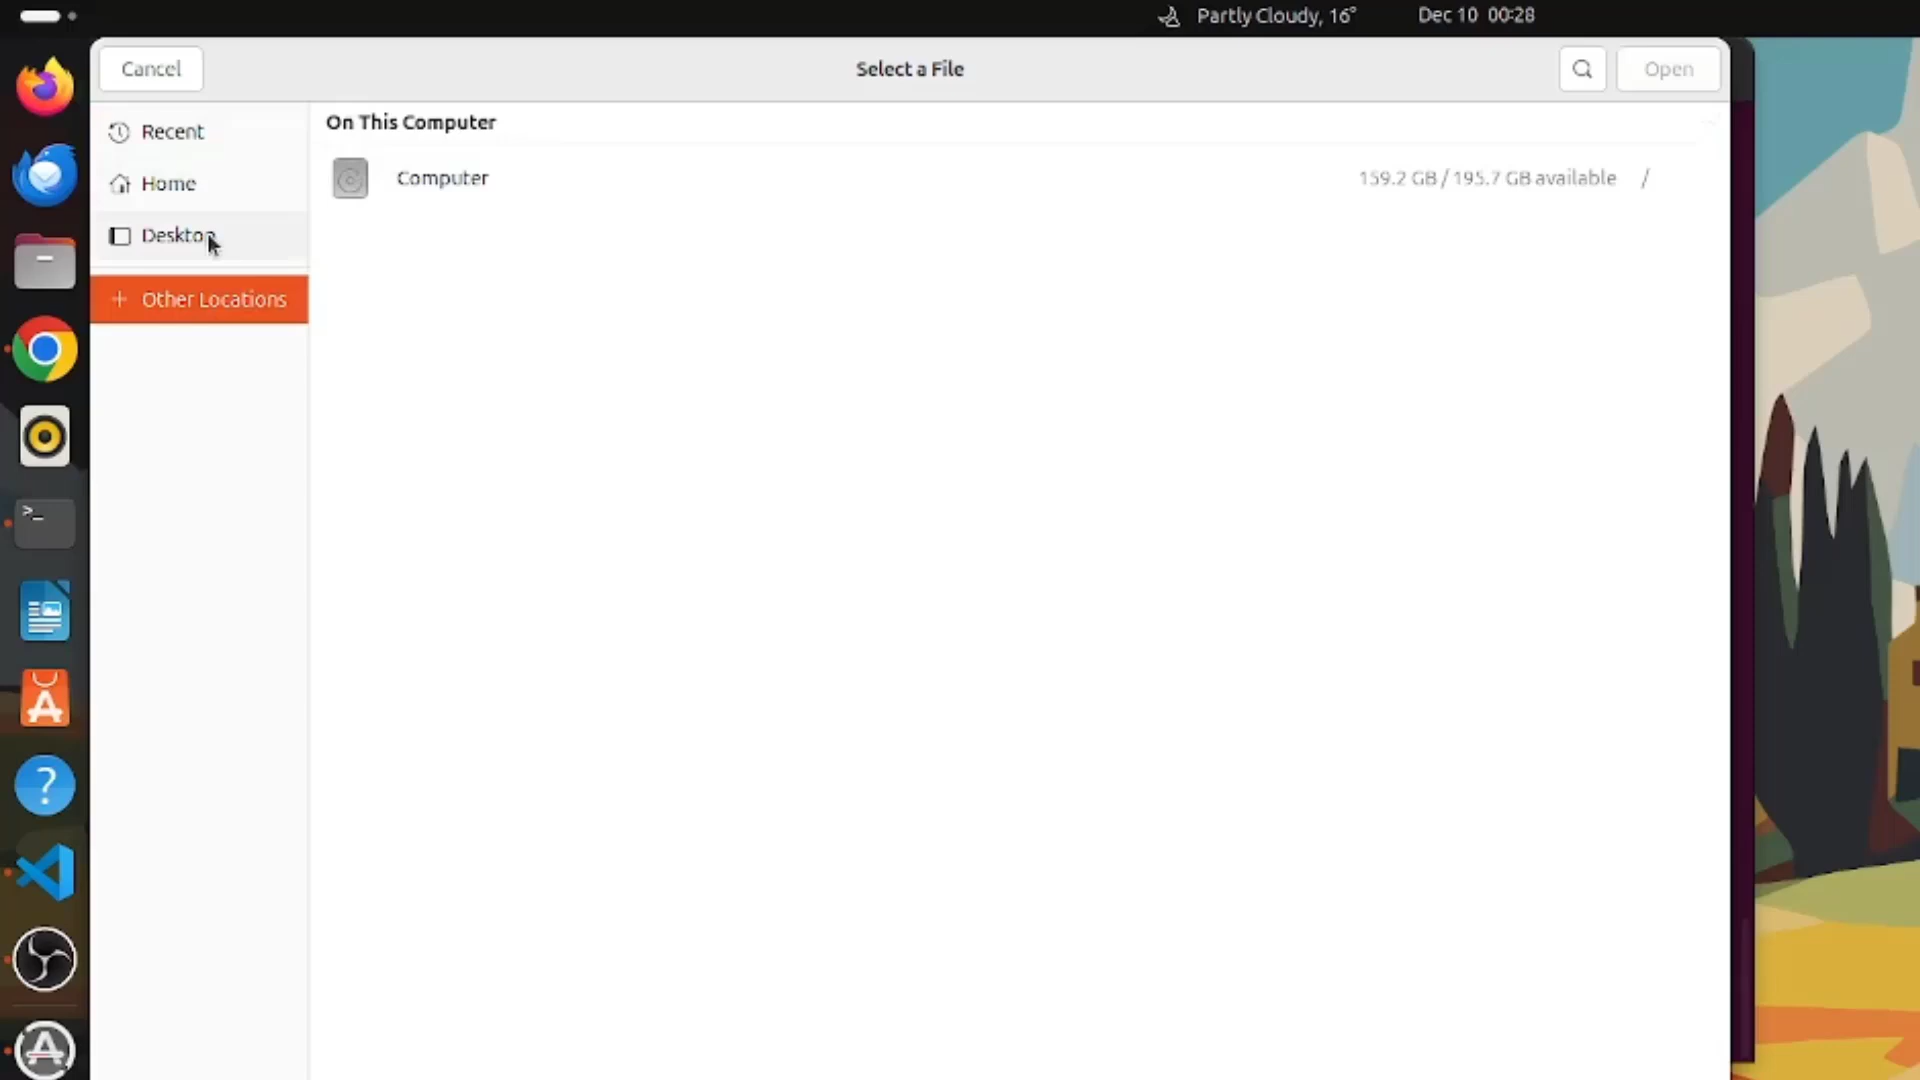 Partly Cloudy, 16° Dec 10 00:28
Cancel Select a File Open
Recent
Home
Desktop
+ Other Locations
On This Computer
Computer 159.2 GB / 195.7 GB available /
>_
?